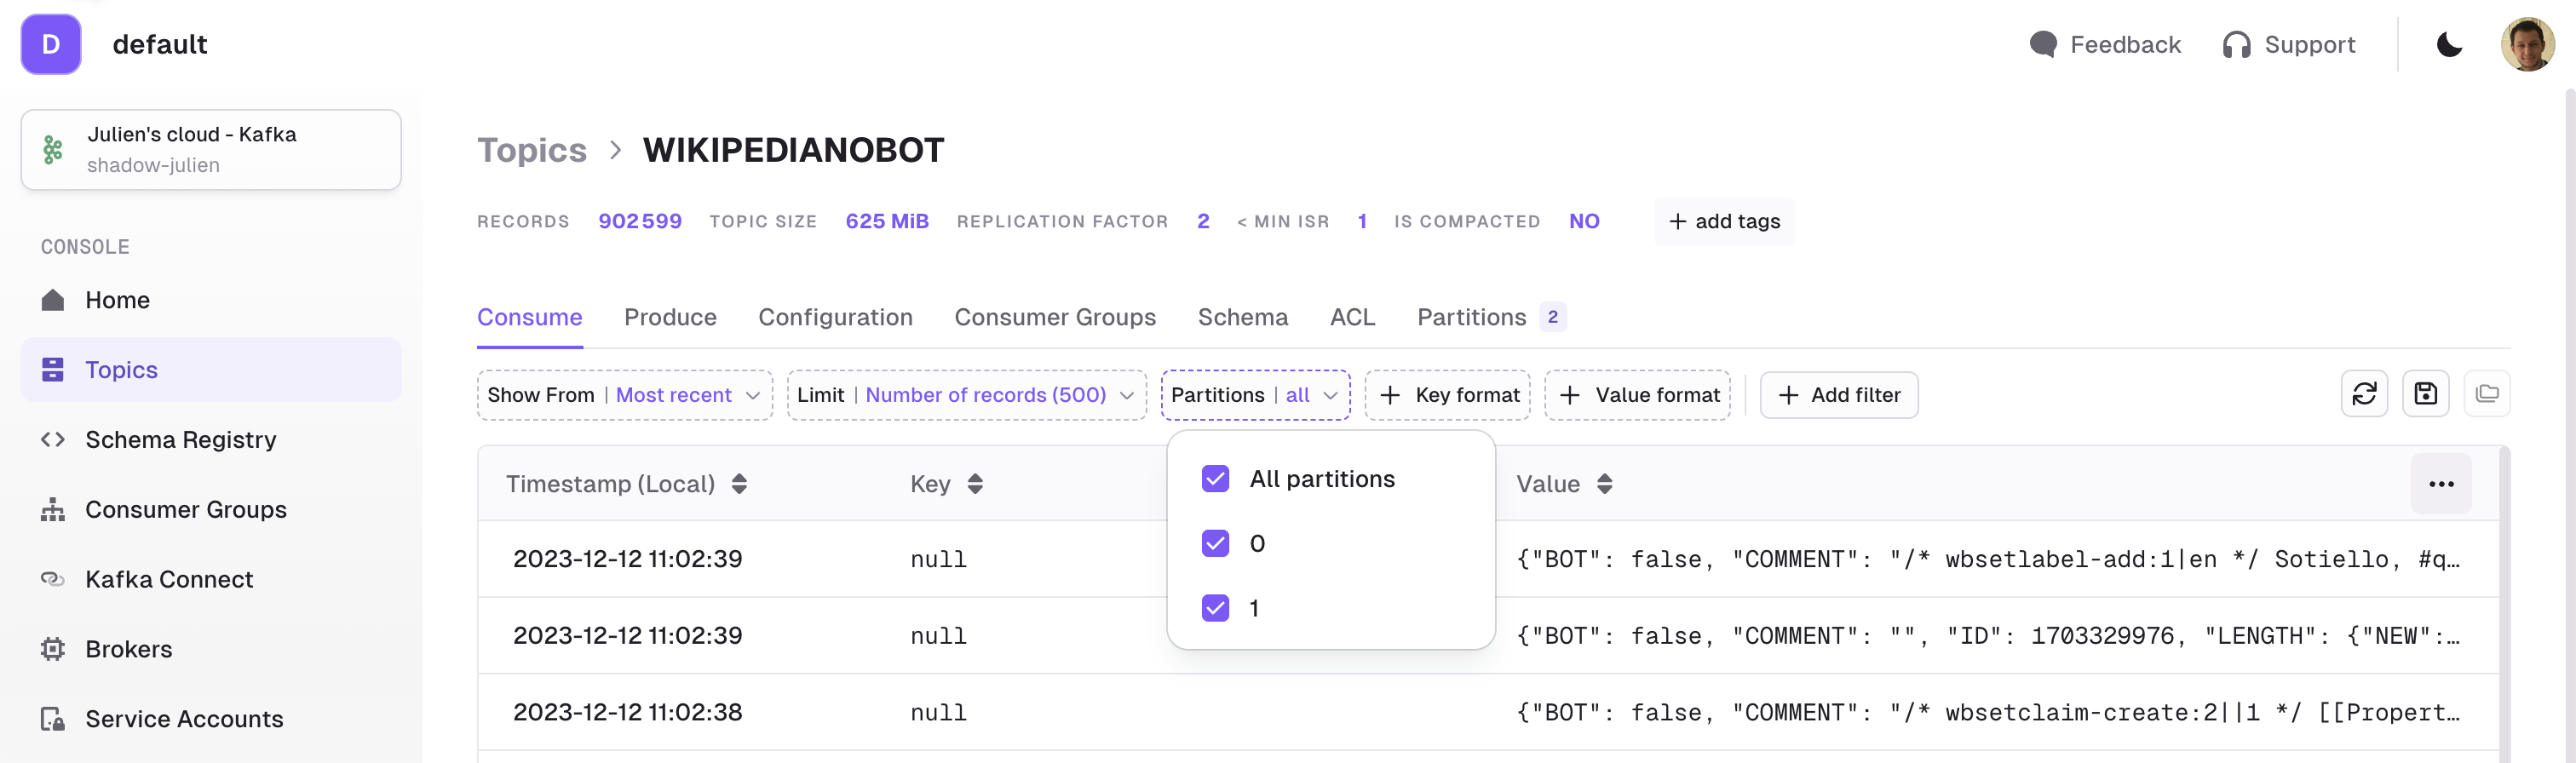 D default Feedback Support
Julien's cloud - Kafka
shadow-julien
CONSOLE
Home
Topics
Schema Registry
Consumer Groups
Kafka Connect
Brokers
Service Accounts
Topics > WIKIPEDIANOBOT
RECORDS 902 599 TOPIC SIZE 625 MiB REPLICATION FACTOR 2 < MIN ISR 1 IS COMPACTED NO + add tags
Consume Produce Configuration Consumer Groups Schema ACL Partitions 2
Show From | Most recent Limit | Number of records (500) Partitions | all + Key format + Value format + Add filter
All partitions
0
1
Timestamp (Local) Key Value ...
2023-12-12 11:02:39 null {"BOT": false, "COMMENT": "/* wbsetlabel-add:1|en */ Sotiello, #q…
2023-12-12 11:02:39 null {"BOT": false, "COMMENT": "", "ID": 1703329976, "LENGTH": {"NEW":…
2023-12-12 11:02:38 null {"BOT": false, "COMMENT": "/* wbsetclaim-create:2||1 */ [[Propert…